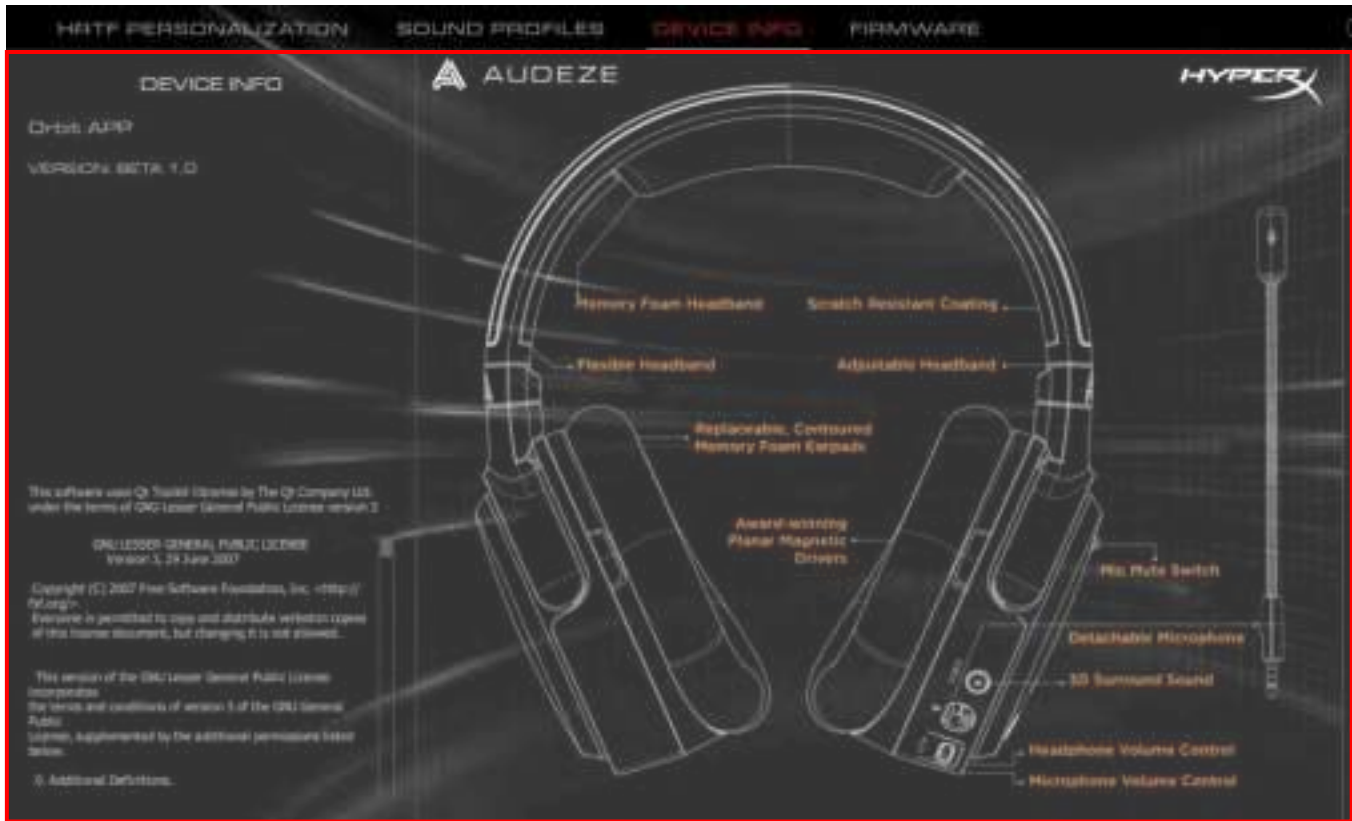 HRTF PERSONALIZATION
SOUND PROFILES
DEVICE INFO
FIRMWARE
DEVICE INFO
AUDEZE
HYPERX
Orbit APP
VERSION: BETA 1.0
Memory Foam Headband
Scratch Resistant Coating
Flexible Headband
Adjustable Headband
Replaceable, Contoured
Memory Foam Earpads
This software uses Qt Toolkit libraries by The Qt Company Ltd.
under the terms of GNU Lesser General Public License version 3
Award-winning
Planar Magnetic
Drivers
GNU LESSER GENERAL PUBLIC LICENSE
Version 3, 29 June 2007
Mic Mute Switch
Copyright (C) 2007 Free Software Foundation, Inc. <http://
fsf.org/>
Everyone is permitted to copy and distribute verbatim copies
of this license document, but changing it is not allowed.
Detachable Microphone
This version of the GNU Lesser General Public License
incorporates
the terms and conditions of version 3 of the GNU General
Public
License, supplemented by the additional permissions listed
below.
3D Surround Sound
Headphone Volume Control
0. Additional Definitions.
Microphone Volume Control